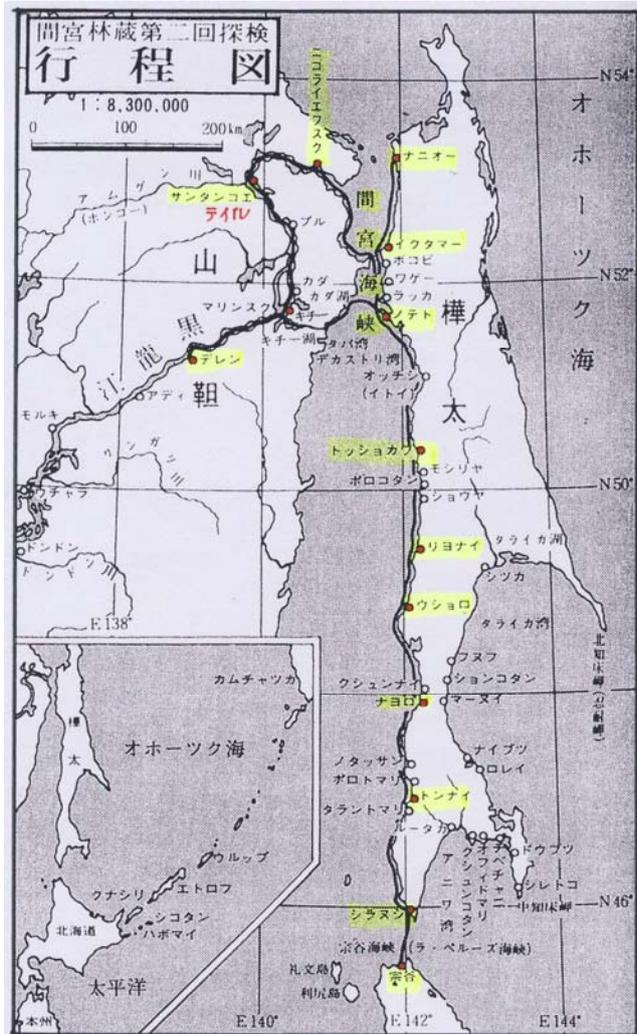 間宮林蔵第二回探検
行程図
1:8,300,000
0 100 200km
N54°
オホーツク海
ニコライエフスク
ナニオー
アムグン川
(ホンコー)
サンタンコエ
テイル
間宮海峡
プル
イクタマー
ポコビ
ワゲー
ラッカ
ノテト
N52°
山靼
カダ
カダ湖
マリンスク
キチー
キチー湖
タバ湾
デカストリ湾
樺太
黒龍江
デレン
アディ
オッチシ
(イトイ)
モルキ
ウチャラ
トッショカワ
モシリヤ
ポロコタン
ショウヤ
N50°
ドンドン
ドンドン川
リヨナイ
タライカ湖
シツカ
ウショロ
タライカ湾
E138°
フヌフ
ションコタン
クシュンナイ
マーヌイ
ナヨロ
カムチャツカ
樺太
オホーツク海
ノタッサン
ナイブツ
ロレイ
ポロトマリ
トンナイ
タラントマリ
ルータカ
ドウブツ
シレトコ
中知床岬
アニワ湾
ウルップ
エトロフ
クナシリ
シコタン
ハボマイ
北海道
シラヌシ
N46°
宗谷海峡(ラ・ペルーズ海峡)
礼文島
利尻島
宗谷
太平洋
本州
E140°
E142°
E144°